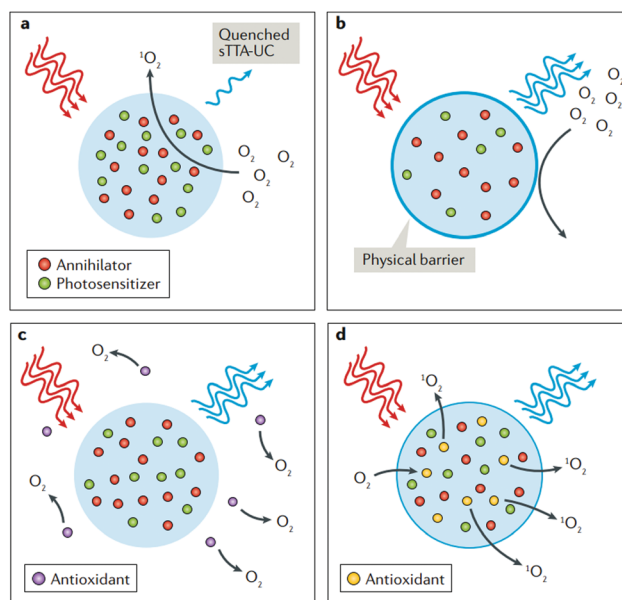 a
Quenched
sTTA-UC
¹O₂
O₂
O₂
O₂
O₂
Annihilator
Photosensitizer
b
O₂
O₂
O₂
O₂
O₂
Physical barrier
c
O₂
O₂
O₂
O₂
O₂
Antioxidant
d
¹O₂
O₂
¹O₂
¹O₂
¹O₂
Antioxidant